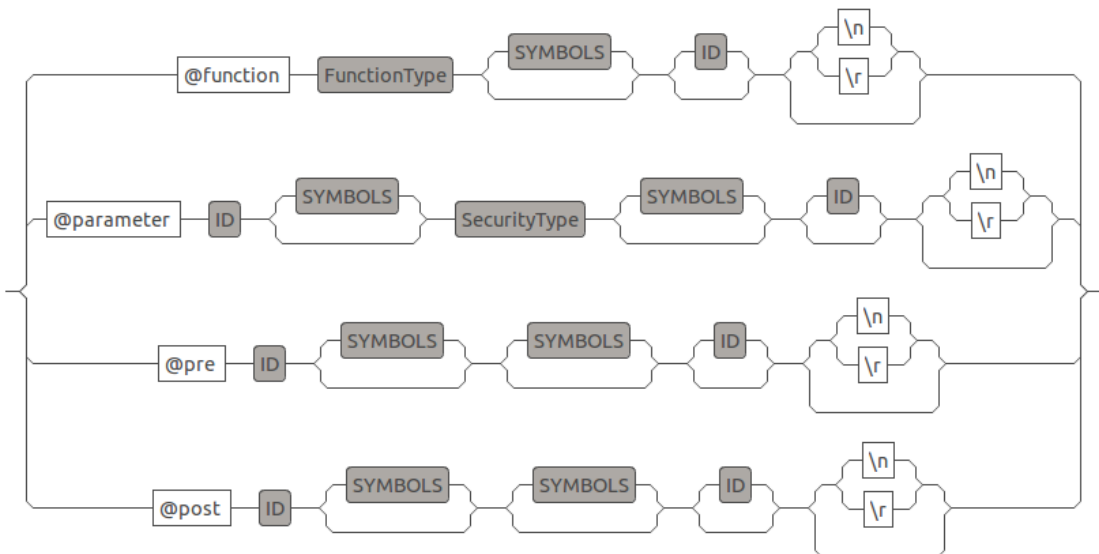 \n
SYMBOLS ID
@function FunctionType \r
\n
SYMBOLS SYMBOLS ID
@parameter ID SecurityType \r
\n
SYMBOLS SYMBOLS ID
@pre ID \r
\n
SYMBOLS SYMBOLS ID
@post ID \r